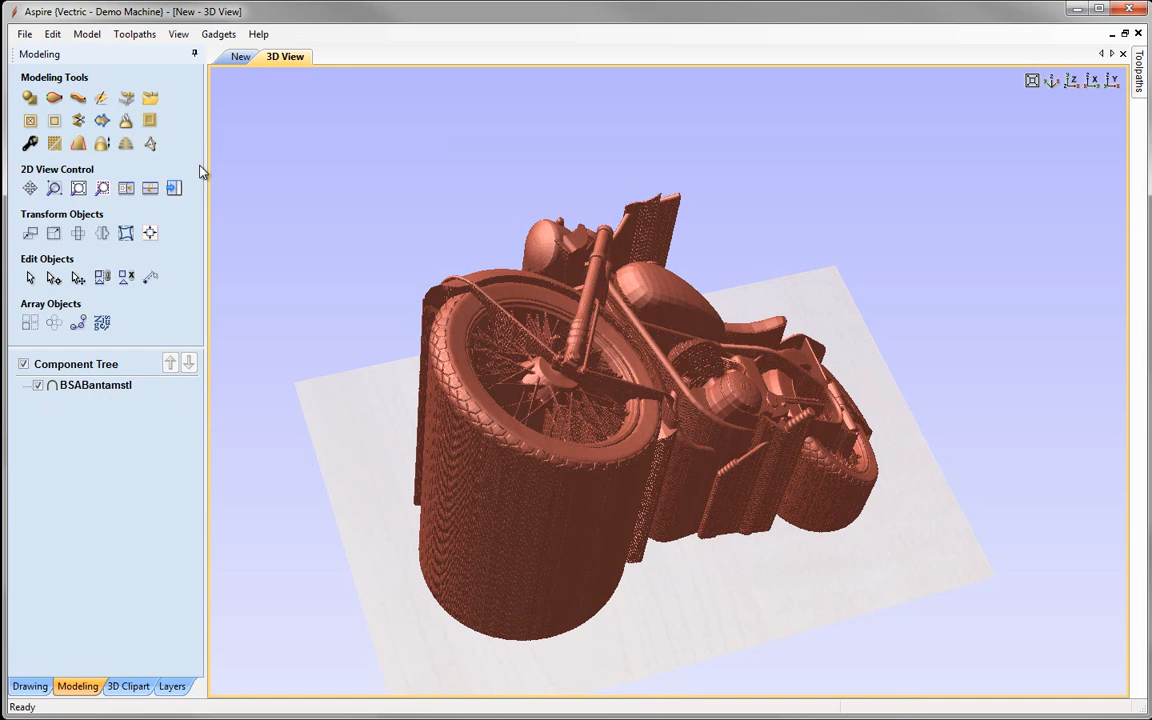 Aspire {Vectric - Demo Machine} - [New - 3D View]
File Edit Model Toolpaths View Gadgets Help
Modeling
New 3D View
Z X Y
Toolpaths
Modeling Tools
2D View Control
Transform Objects
Edit Objects
Array Objects
Component Tree
BSABantamstl
Drawing Modeling 3D Clipart Layers
Ready